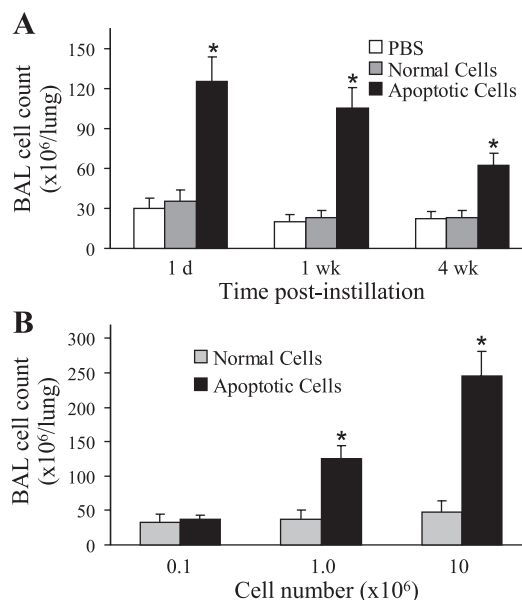 A
BAL cell count
(x10⁶/lung)
150
120
90
60
30
0
PBS
Normal Cells
Apoptotic Cells
*
*
*
1 d
1 wk
4 wk
Time post-instillation
B
BAL cell count
(x10⁶/lung)
300
250
200
150
100
50
0
Normal Cells
Apoptotic Cells
*
*
0.1
1.0
10
Cell number (x10⁶)